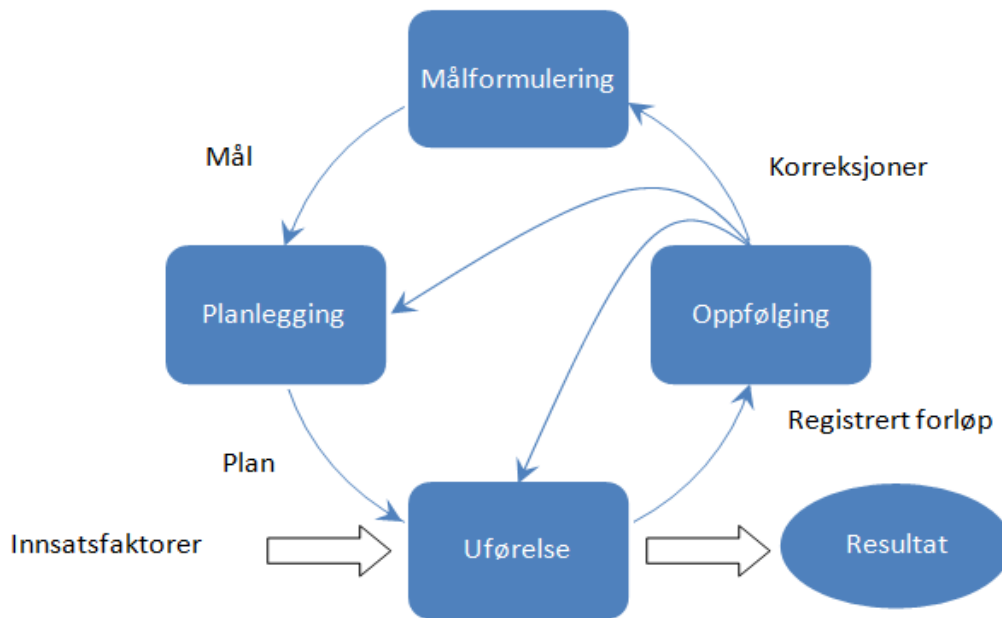 Målformulering
Mål
Korreksjoner
Planlegging
Oppfølging
Registrert forløp
Plan
Innsatsfaktorer
Uførelse
Resultat